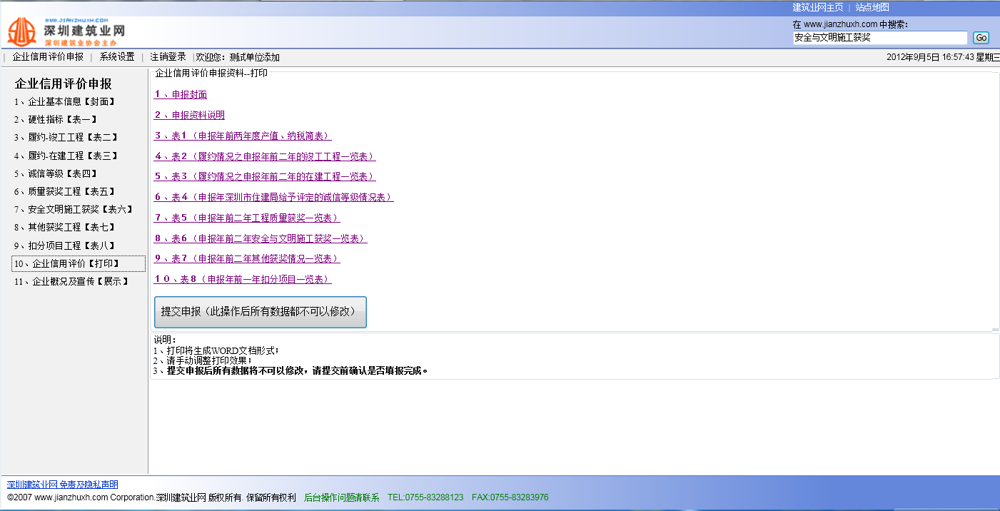 建筑业网主页 | 站点地图
WWW.JIANZHUXH.COM
深圳建筑业网
深圳建筑业协会主办
在 www.jianzhuxh.com 中搜索：
安全与文明施工获奖 Go
| 企业信用评价申报 | 系统设置 | 注销登录 |欢迎您：测试单位添加
2012年9月5日 16:57:43 星期三
企业信用评价申报
1、企业基本信息【封面】
2、硬性指标【表一】
3、履约-竣工工程【表二】
4、履约-在建工程【表三】
5、诚信等级【表四】
6、质量获奖工程【表五】
7、安全文明施工获奖【表六】
8、其他获奖工程【表七】
9、扣分项目工程【表八】
10、企业信用评价【打印】
11、企业概况及宣传【展示】
企业信用评价申报资料--打印
１、申报封面
２、申报资料说明
３、表１（申报年前两年度产值、纳税简表）
４、表２（履约情况之申报年前二年的竣工工程一览表）
５、表３（履约情况之申报年前二年的在建工程一览表）
６、表４（申报年深圳市住建局给予评定的诚信等级情况表）
７、表５（申报年前二年工程质量获奖一览表）
８、表６（申报年前二年安全与文明施工获奖一览表）
９、表７（申报年前二年其他获奖情况一览表）
１０、表８（申报年前一年扣分项目一览表）
提交申报（此操作后所有数据都不可以修改）
说明：
1、打印将生成WORD文档形式；
2、请手动调整打印效果；
3、提交申报后所有数据将不可以修改，请提交前确认是否填报完成。
深圳建筑业网 免责及隐私声明
©2007 www.jianzhuxh.com Corporation.深圳建筑业网 版权所有. 保留所有权利 后台操作问题请联系 TEL:0755-83288123 FAX:0755-83283976